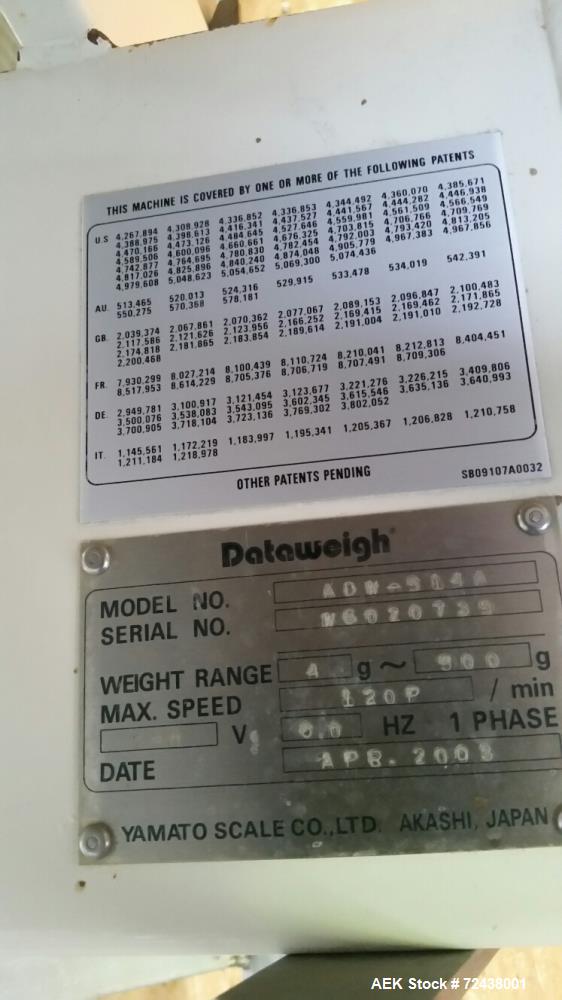 THIS MACHINE IS COVERED BY ONE OR MORE OF THE FOLLOWING PATENTS
U.S 4,267,894 4,308,928 4,336,852 4,336,853 4,344,492 4,360,070 4,385,671
4,388,975 4,398,613 4,416,341 4,437,527 4,441,567 4,444,282 4,446,938
4,470,166 4,473,126 4,484,645 4,527,646 4,559,981 4,561,509 4,566,549
4,589,506 4,600,096 4,660,661 4,676,325 4,703,815 4,706,766 4,709,769
4,742,877 4,764,695 4,780,830 4,782,454 4,792,003 4,793,420 4,813,205
4,817,026 4,825,896 4,840,240 4,874,048 4,905,779 4,967,383 4,967,856
4,979,608 5,048,623 5,054,652 5,069,300 5,074,436
AU. 513,465 520,013 524,316 529,915 533,478 534,019 542,391
550,275 570,368 578,181
GB. 2,039,374 2,067,861 2,070,362 2,077,067 2,089,153 2,096,847 2,100,483
2,117,586 2,121,626 2,123,956 2,166,252 2,169,415 2,169,462 2,171,865
2,174,818 2,181,865 2,183,854 2,189,614 2,191,004 2,191,010 2,192,728
2,200,468
FR. 7,930,299 8,027,214 8,100,439 8,110,724 8,210,041 8,212,813 8,404,451
8,517,953 8,614,229 8,705,376 8,706,719 8,707,491 8,709,306
DE. 2,949,781 3,100,917 3,121,454 3,123,677 3,221,276 3,226,215 3,409,806
3,500,076 3,538,083 3,543,095 3,602,345 3,615,546 3,635,136 3,640,993
3,700,905 3,718,104 3,723,136 3,769,302 3,802,052
IT. 1,145,561 1,172,219 1,183,997 1,195,341 1,205,367 1,206,828 1,210,758
1,211,184 1,218,978
OTHER PATENTS PENDING SB09107A0032
Dataweigh®
MODEL NO. ADW-314A
SERIAL NO.
WEIGHT RANGE 4 g ~ 900 g
MAX. SPEED 120P / min
V, HZ 1 PHASE
DATE APR. 2003
YAMATO SCALE CO.,LTD. AKASHI, JAPAN
AEK Stock # 72438001